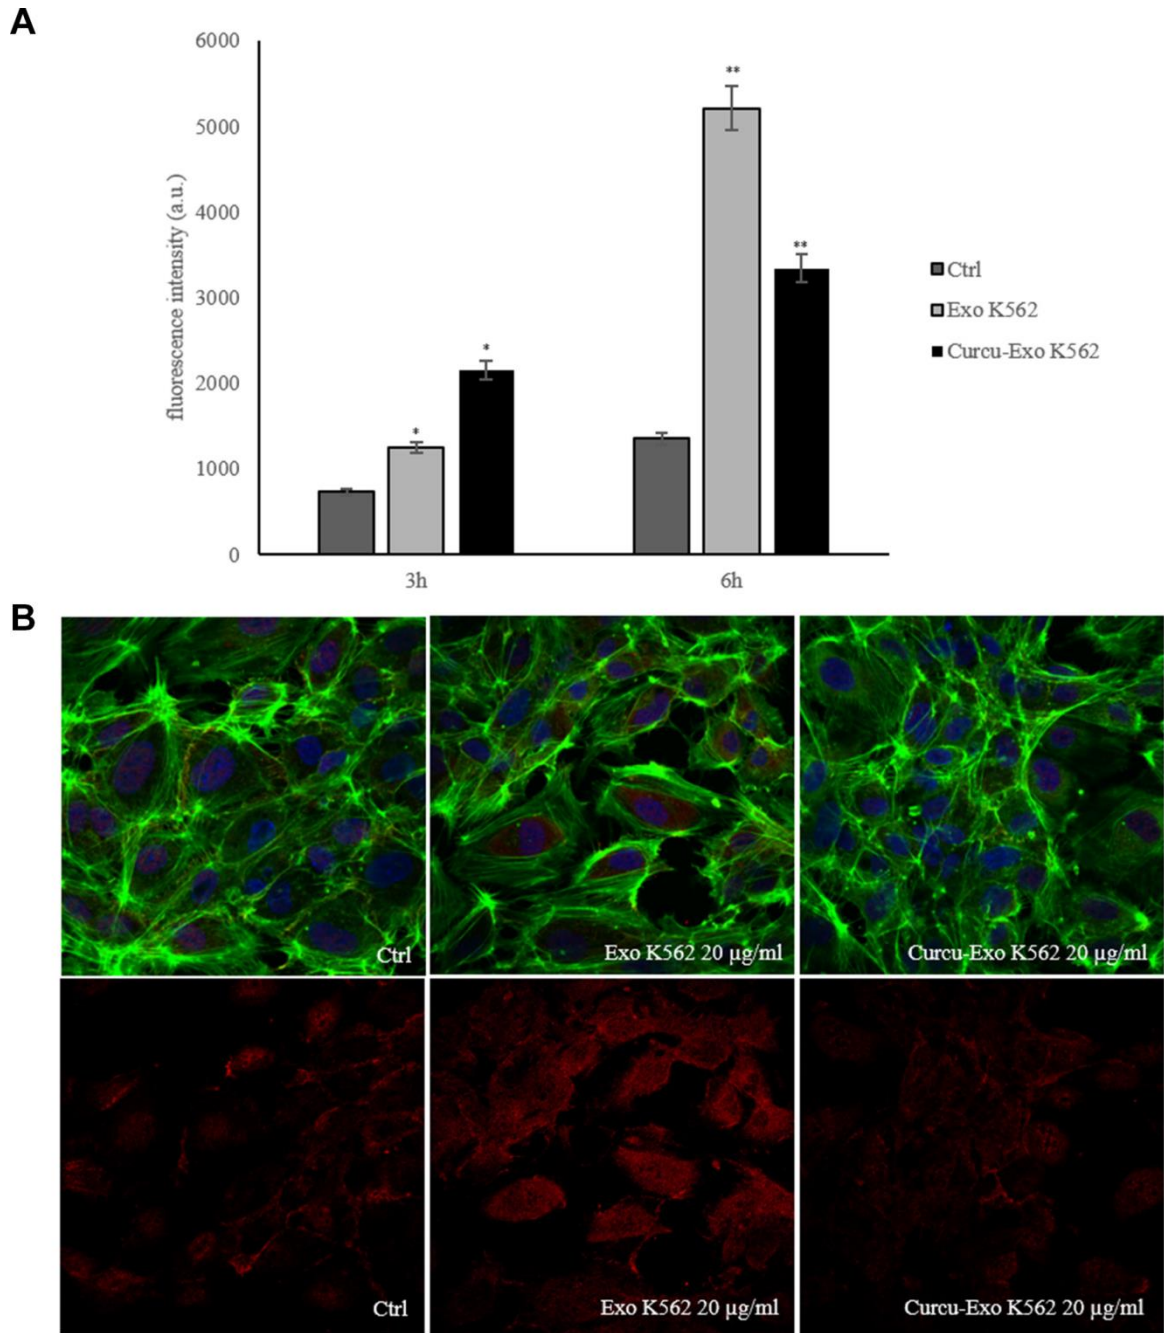 A
6000
5000
4000
3000
2000
1000
0
fluorescence intensity (a.u.)
*
*
**
**
3h
6h
Ctrl
Exo K562
Curcu-Exo K562
B
Ctrl
Exo K562 20 µg/ml
Curcu-Exo K562 20 µg/ml
Ctrl
Exo K562 20 µg/ml
Curcu-Exo K562 20 µg/ml